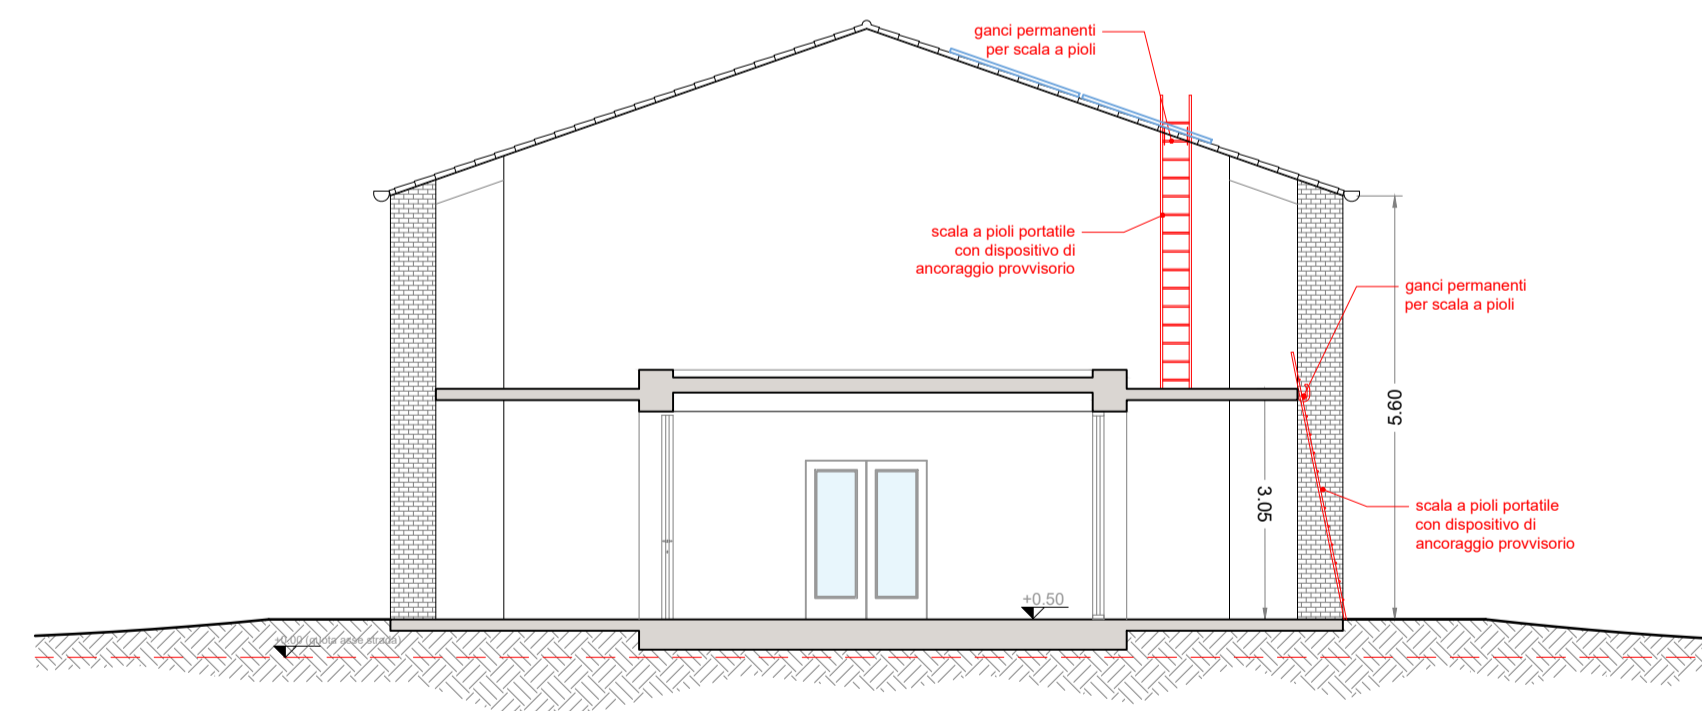 ganci permanenti
per scala a pioli
scala a pioli portatile
con dispositivo di
ancoraggio provvisorio
ganci permanenti
per scala a pioli
5.60
3.05
scala a pioli portatile
con dispositivo di
ancoraggio provvisorio
+0.50
+0.00 (quota asse strada)